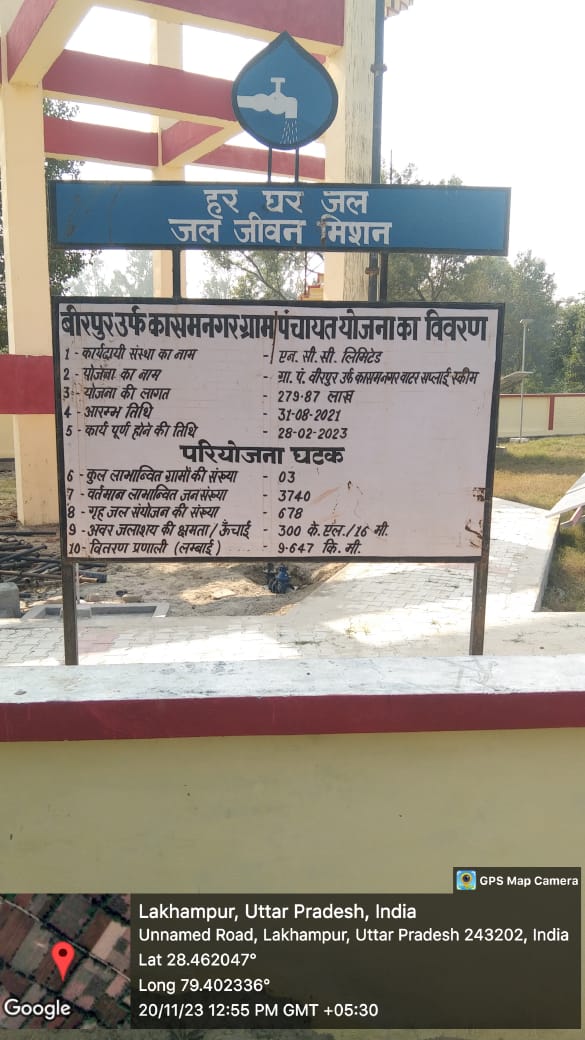 हर घर जल
जल जीवन मिशन
बीरपुर उर्फ कासमनगर ग्राम पंचायत योजना का विवरण
1 - कार्यदायी संस्था का नाम - एन. सी. सी. लिमिटेड
2 - योजना का नाम - ग्रा. पं. बीरपुर उर्फ कासमनगर वाटर सप्लाई स्कीम
3 - योजना की लागत - 279.87 लाख
4 - आरम्भ तिथि - 31-08-2021
5 - कार्य पूर्ण होने की तिथि - 28-02-2023
परियोजना घटक
6 - कुल लाभान्वित ग्रामों की संख्या - 03
7 - वर्तमान लाभान्वित जनसंख्या - 3740
8 - गृह जल संयोजन की संख्या - 678
9 - अवर जलाशय की क्षमता / ऊँचाई - 300 के. एल. / 16 मी.
10 - वितरण प्रणाली (लम्बाई) - 9.647 कि. मी.
GPS Map Camera
Lakhampur, Uttar Pradesh, India
Unnamed Road, Lakhampur, Uttar Pradesh 243202, India
Lat 28.462047°
Long 79.402336°
20/11/23 12:55 PM GMT +05:30
Google